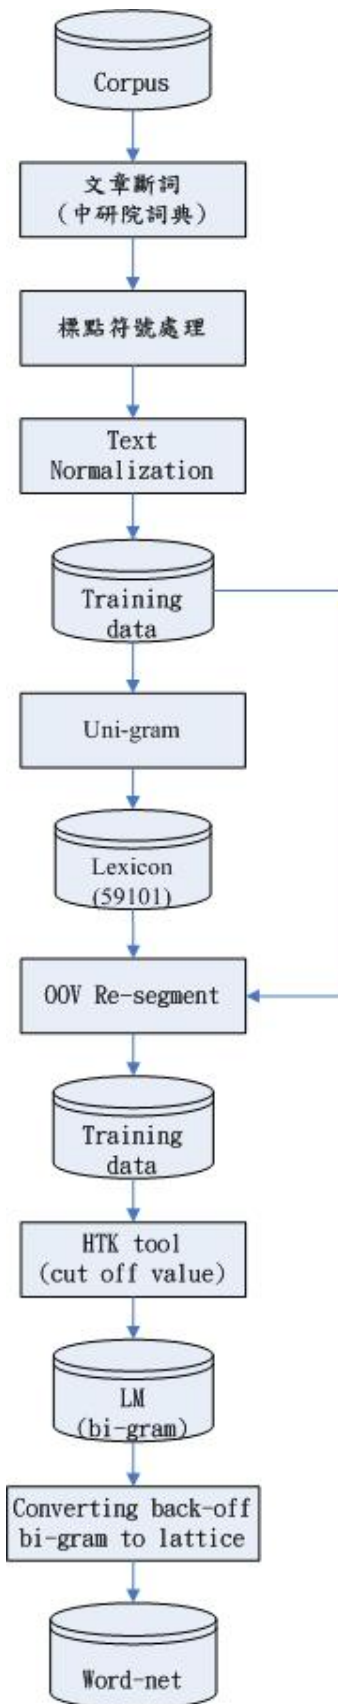 Corpus
文章斷詞
(中研院詞典)
標點符號處理
Text
Normalization
Training
data
Uni-gram
Lexicon
(59101)
OOV Re-segment
Training
data
HTK tool
(cut off value)
LM
(bi-gram)
Converting back-off
bi-gram to lattice
Word-net